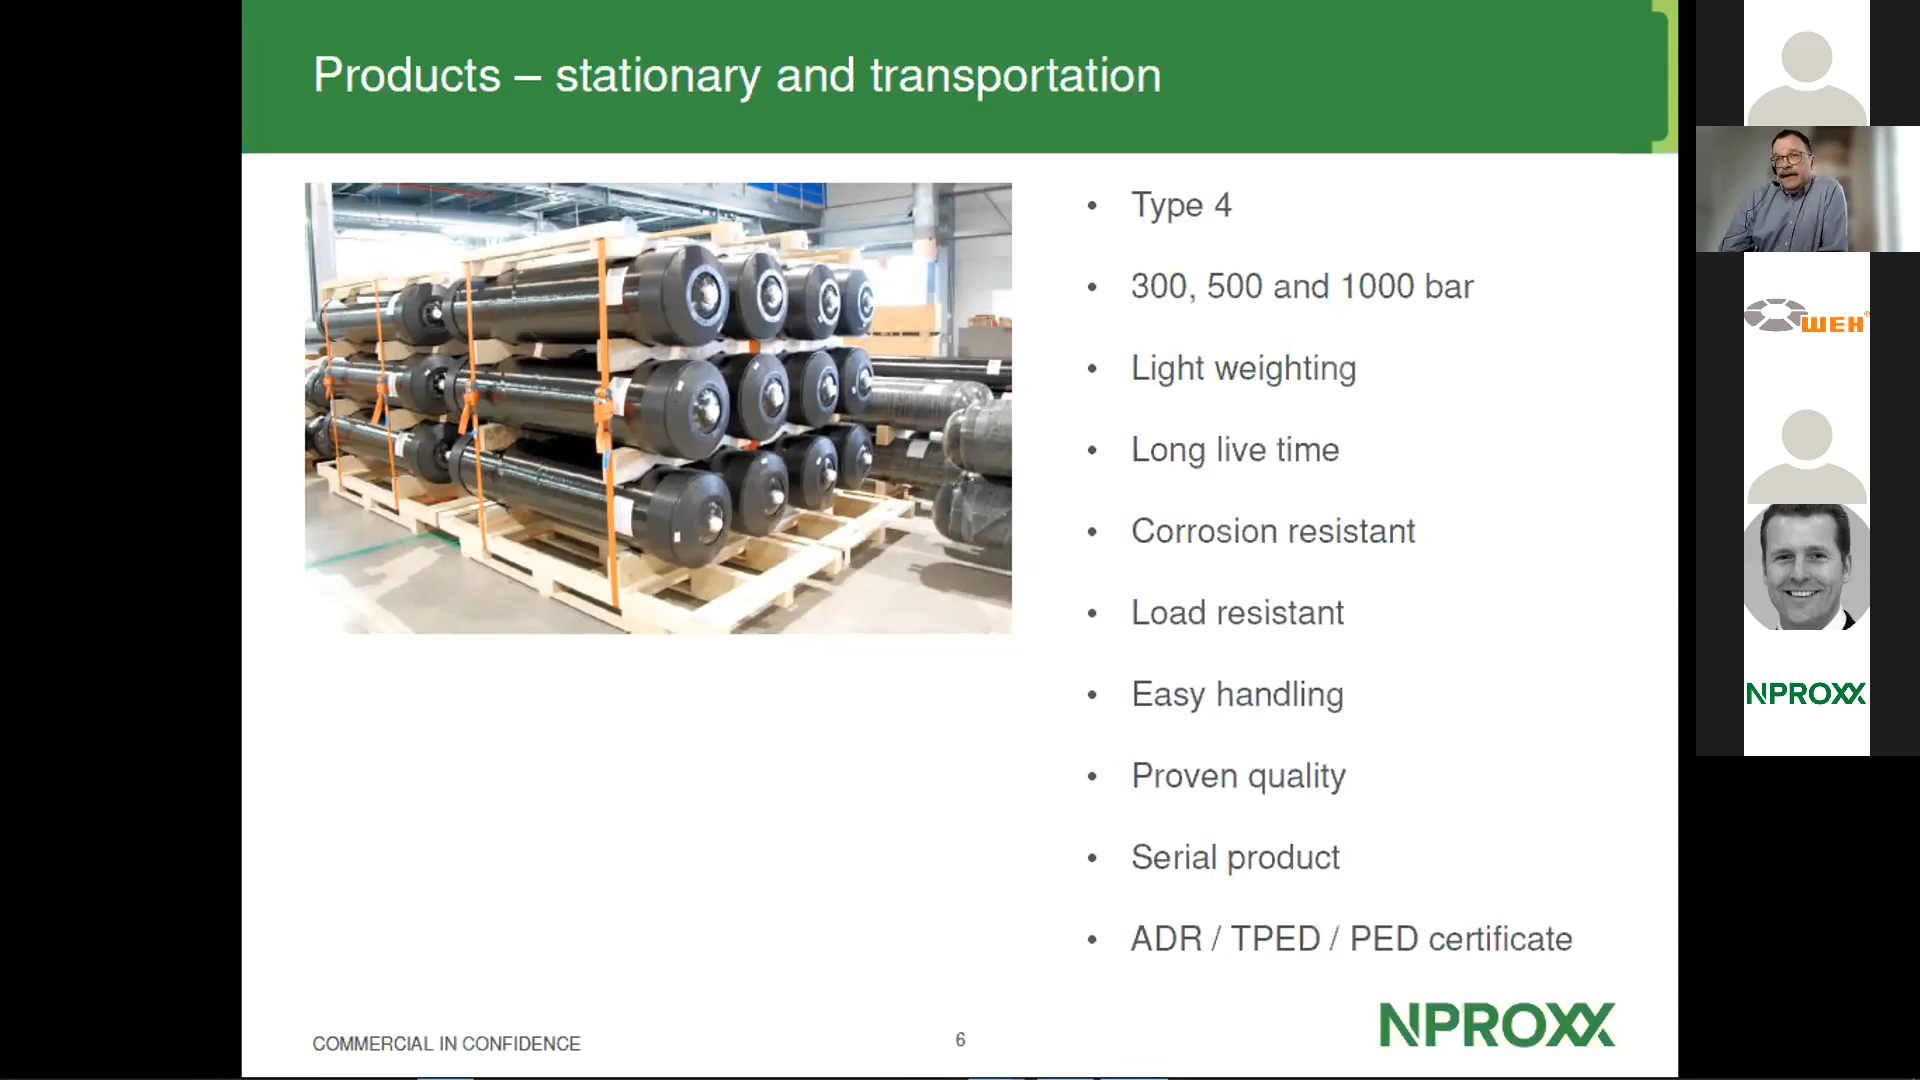 Products – stationary and transportation
• Type 4
• 300, 500 and 1000 bar
• Light weighting
• Long live time
• Corrosion resistant
• Load resistant
• Easy handling
• Proven quality
• Serial product
• ADR / TPED / PED certificate
COMMERCIAL IN CONFIDENCE
6
NPROXX
WEH®
NPROXX